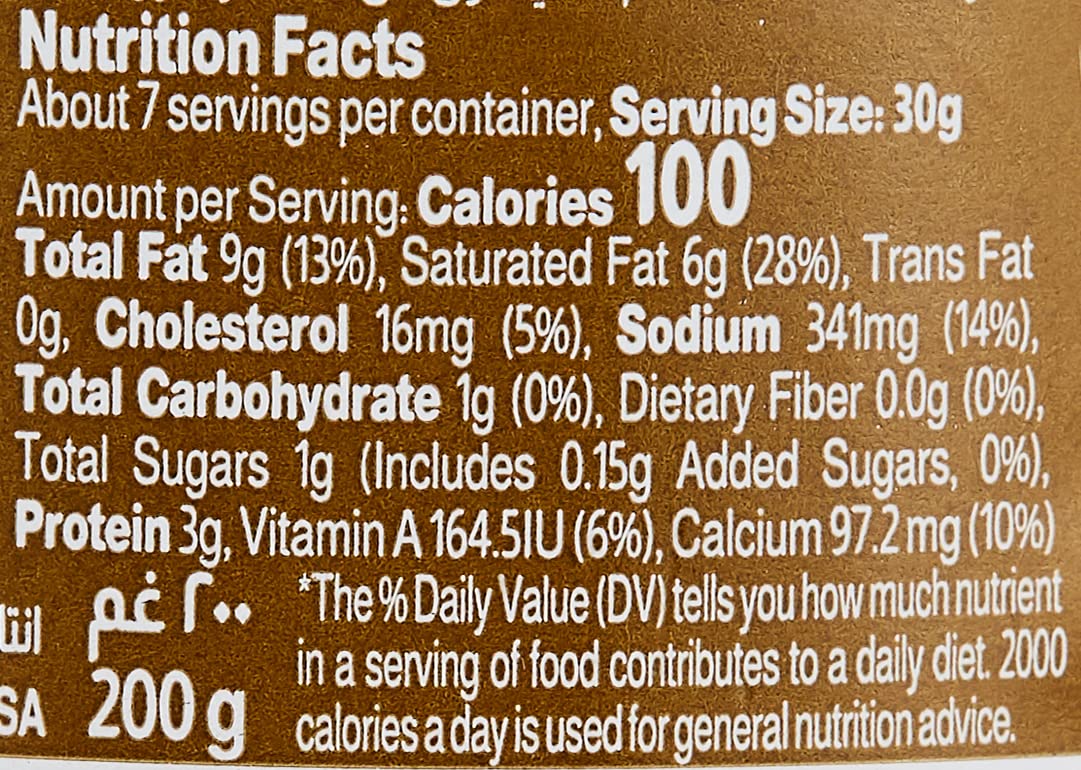 Nutrition Facts
About 7 servings per container, Serving Size: 30g
Amount per Serving: Calories 100
Total Fat 9g (13%), Saturated Fat 6g (28%), Trans Fat
0g, Cholesterol 16mg (5%), Sodium 341mg (14%),
Total Carbohydrate 1g (0%), Dietary Fiber 0.0g (0%),
Total Sugars 1g (Includes 0.15g Added Sugars, 0%),
Protein 3g, Vitamin A 164.5IU (6%), Calcium 97.2mg (10%)
*The % Daily Value (DV) tells you how much nutrient
in a serving of food contributes to a daily diet. 2000
calories a day is used for general nutrition advice.
٢٠٠ غم
200 g